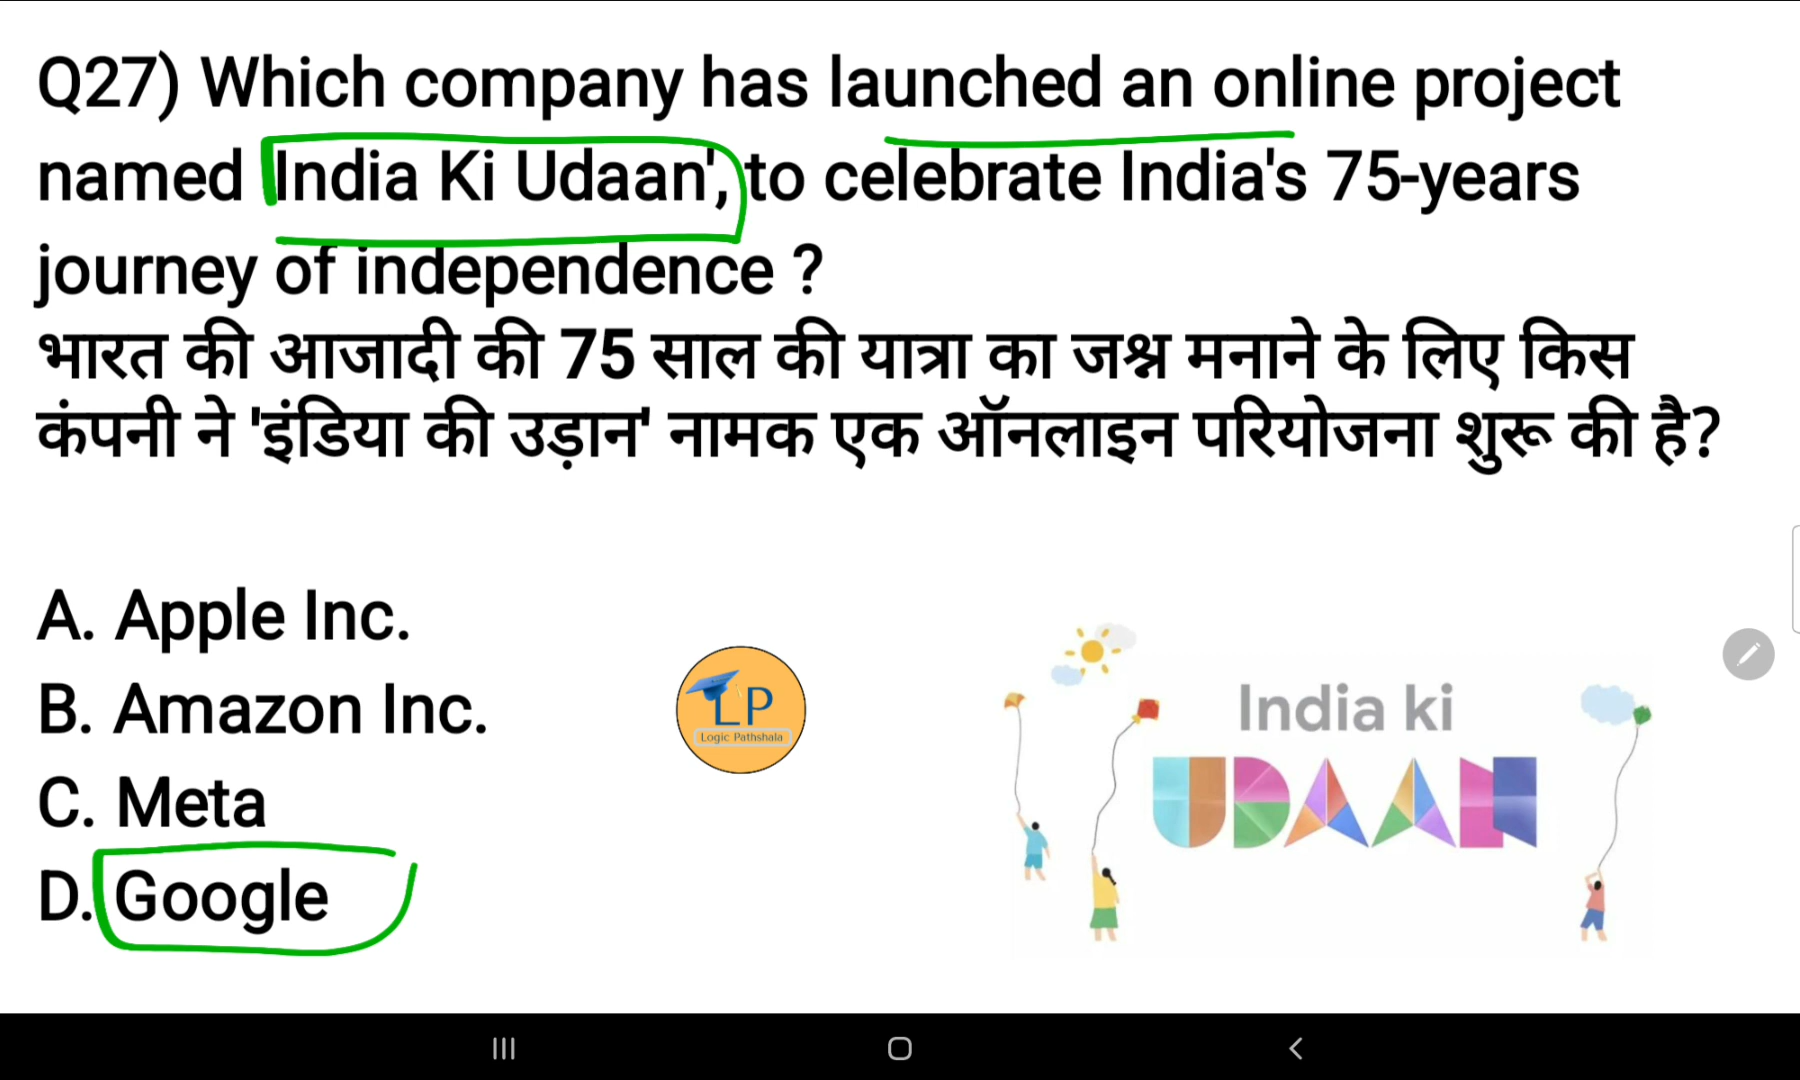 Q27) Which company has launched an online project
named 'India Ki Udaan', to celebrate India's 75-years
journey of independence ?
भारत की आजादी की 75 साल की यात्रा का जश्न मनाने के लिए किस
कंपनी ने 'इंडिया की उड़ान' नामक एक ऑनलाइन परियोजना शुरू की है?
A. Apple Inc.
B. Amazon Inc.
C. Meta
D. Google
LP
Logic Pathshala
India ki
UDAAN